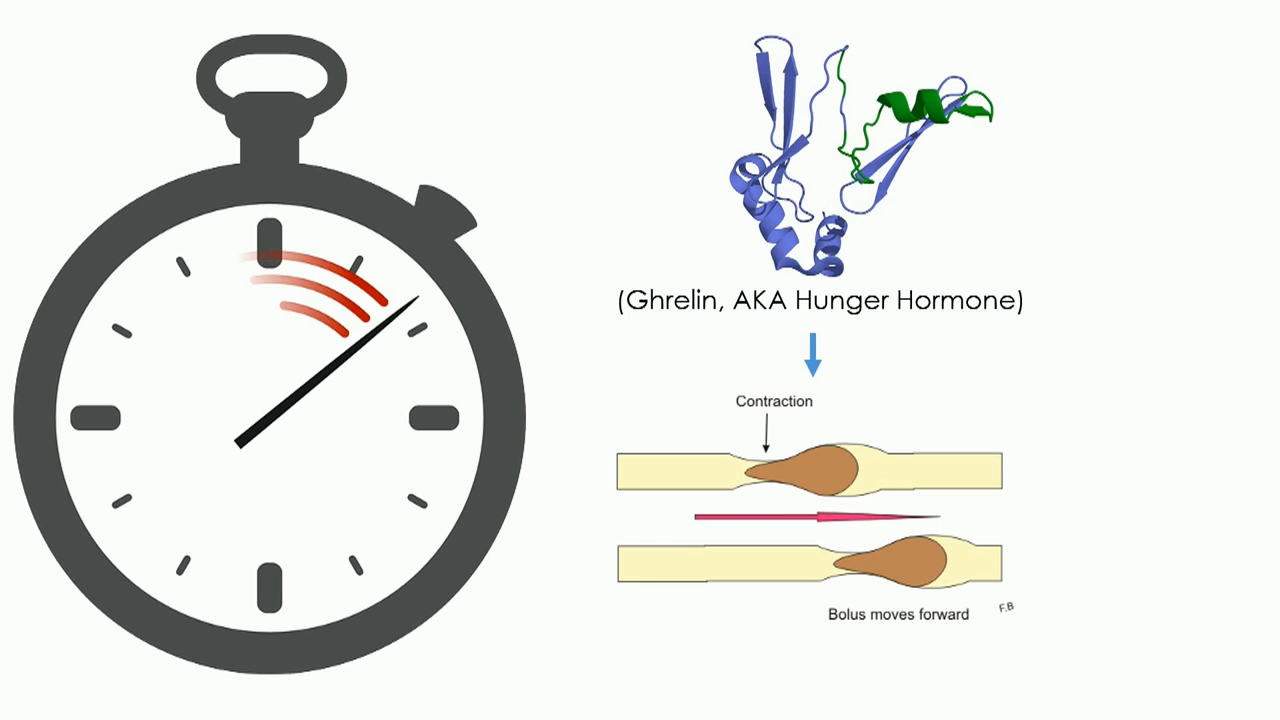 (Ghrelin, AKA Hunger Hormone)
Contraction
Bolus moves forward
F.B